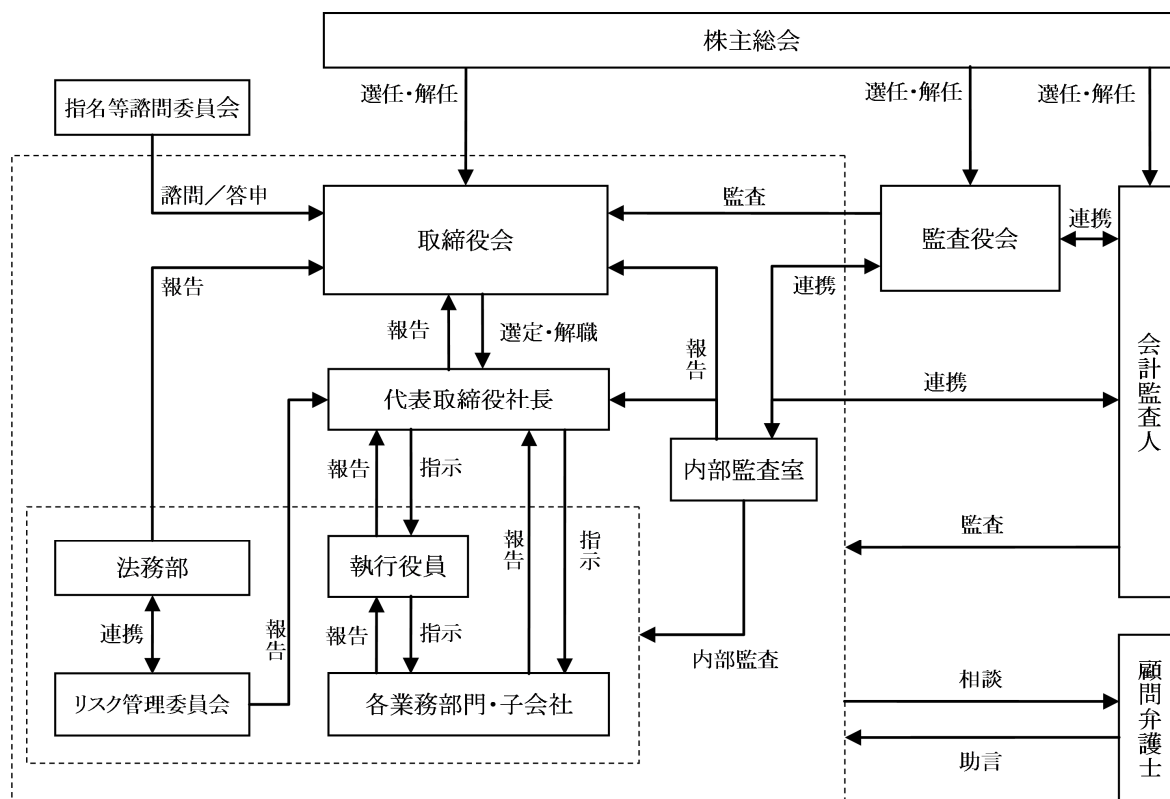 株主総会
選任・解任
選任・解任
選任・解任
指名等諮問委員会
諮問／答申
監査
取締役会
監査役会
連携
報告
連携
報告
選定・解職
報告
会計監査人
代表取締役社長
連携
報告
指示
内部監査室
監査
報告
指示
法務部
執行役員
連携
報告
報告
指示
内部監査
リスク管理委員会
各業務部門・子会社
相談
顧問弁護士
助言